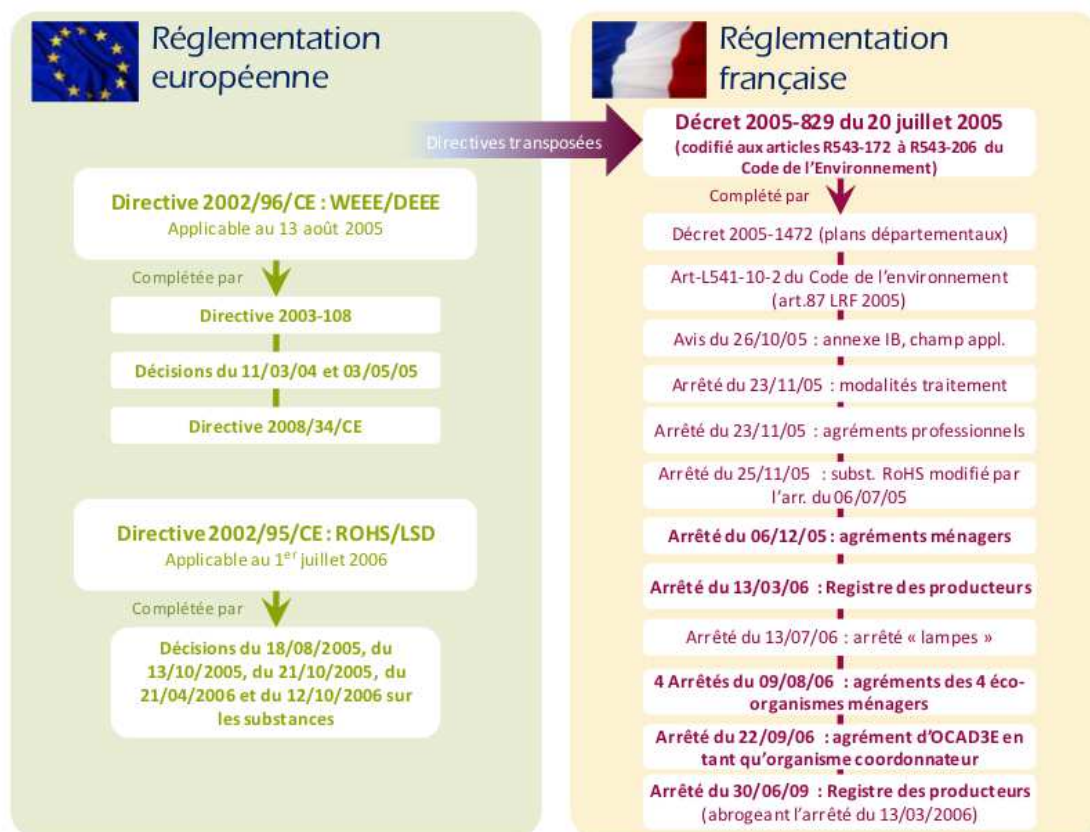 Réglementation
européenne
Directive 2002/96/CE : WEEE/DEEE
Applicable au 13 août 2005
Complétée par
Directive 2003-108
Décisions du 11/03/04 et 03/05/05
Directive 2008/34/CE
Directive 2002/95/CE : ROHS/LSD
Applicable au 1er juillet 2006
Complétée par
Décisions du 18/08/2005, du
13/10/2005, du 21/10/2005, du
21/04/2006 et du 12/10/2006 sur
les substances
Directives transposées
Réglementation
française
Décret 2005-829 du 20 juillet 2005
(codifié aux articles R543-172 à R543-206 du
Code de l'Environnement)
Complété par
Décret 2005-1472 (plans départementaux)
Art-L541-10-2 du Code de l'environnement
(art.87 LRF 2005)
Avis du 26/10/05 : annexe IB, champ appl.
Arrêté du 23/11/05 : modalités traitement
Arrêté du 23/11/05 : agréments professionnels
Arrêté du 25/11/05 : subst. RoHS modifié par
l'arr. du 06/07/05
Arrêté du 06/12/05 : agréments ménagers
Arrêté du 13/03/06 : Registre des producteurs
Arrêté du 13/07/06 : arrêté « lampes »
4 Arrêtés du 09/08/06 : agréments des 4 éco-
organismes ménagers
Arrêté du 22/09/06 : agrément d'OCAD3E en
tant qu'organisme coordonnateur
Arrêté du 30/06/09 : Registre des producteurs
(abrogeant l'arrêté du 13/03/2006)